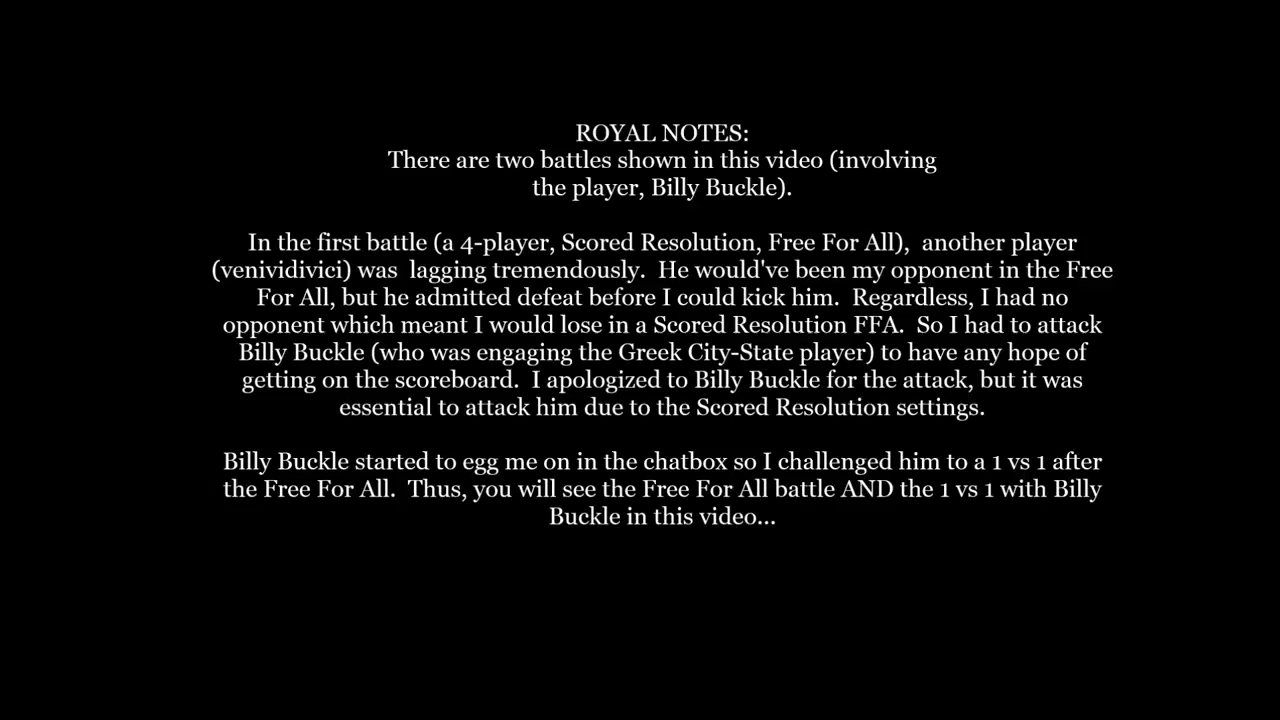 ROYAL NOTES:
There are two battles shown in this video (involving
the player, Billy Buckle).
In the first battle (a 4-player, Scored Resolution, Free For All),  another player
(venividivici) was  lagging tremendously.  He would've been my opponent in the Free
For All, but he admitted defeat before I could kick him.  Regardless, I had no
opponent which meant I would lose in a Scored Resolution FFA.  So I had to attack
Billy Buckle (who was engaging the Greek City-State player) to have any hope of
getting on the scoreboard.  I apologized to Billy Buckle for the attack, but it was
essential to attack him due to the Scored Resolution settings.
Billy Buckle started to egg me on in the chatbox so I challenged him to a 1 vs 1 after
the Free For All.  Thus, you will see the Free For All battle AND the 1 vs 1 with Billy
Buckle in this video...